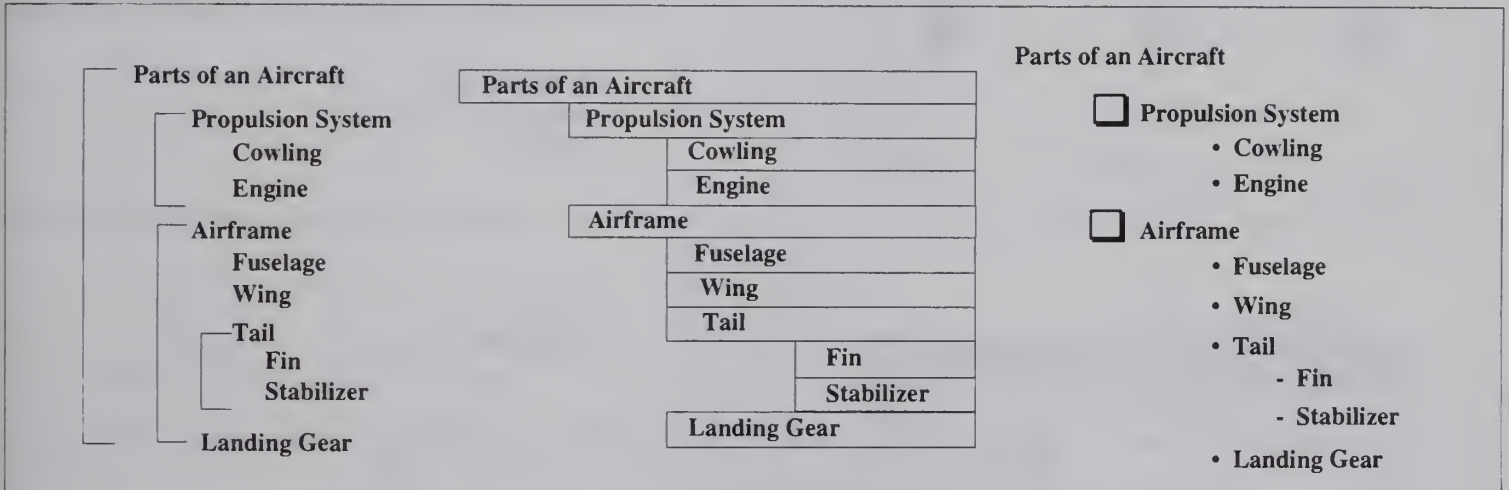 Parts of an Aircraft
Propulsion System
Cowling
Engine
Airframe
Fuselage
Wing
Tail
Fin
Stabilizer
Landing Gear
Parts of an Aircraft
Propulsion System
Cowling
Engine
Airframe
Fuselage
Wing
Tail
Fin
Stabilizer
Landing Gear
Parts of an Aircraft
Propulsion System
• Cowling
• Engine
Airframe
• Fuselage
• Wing
• Tail
- Fin
- Stabilizer
• Landing Gear